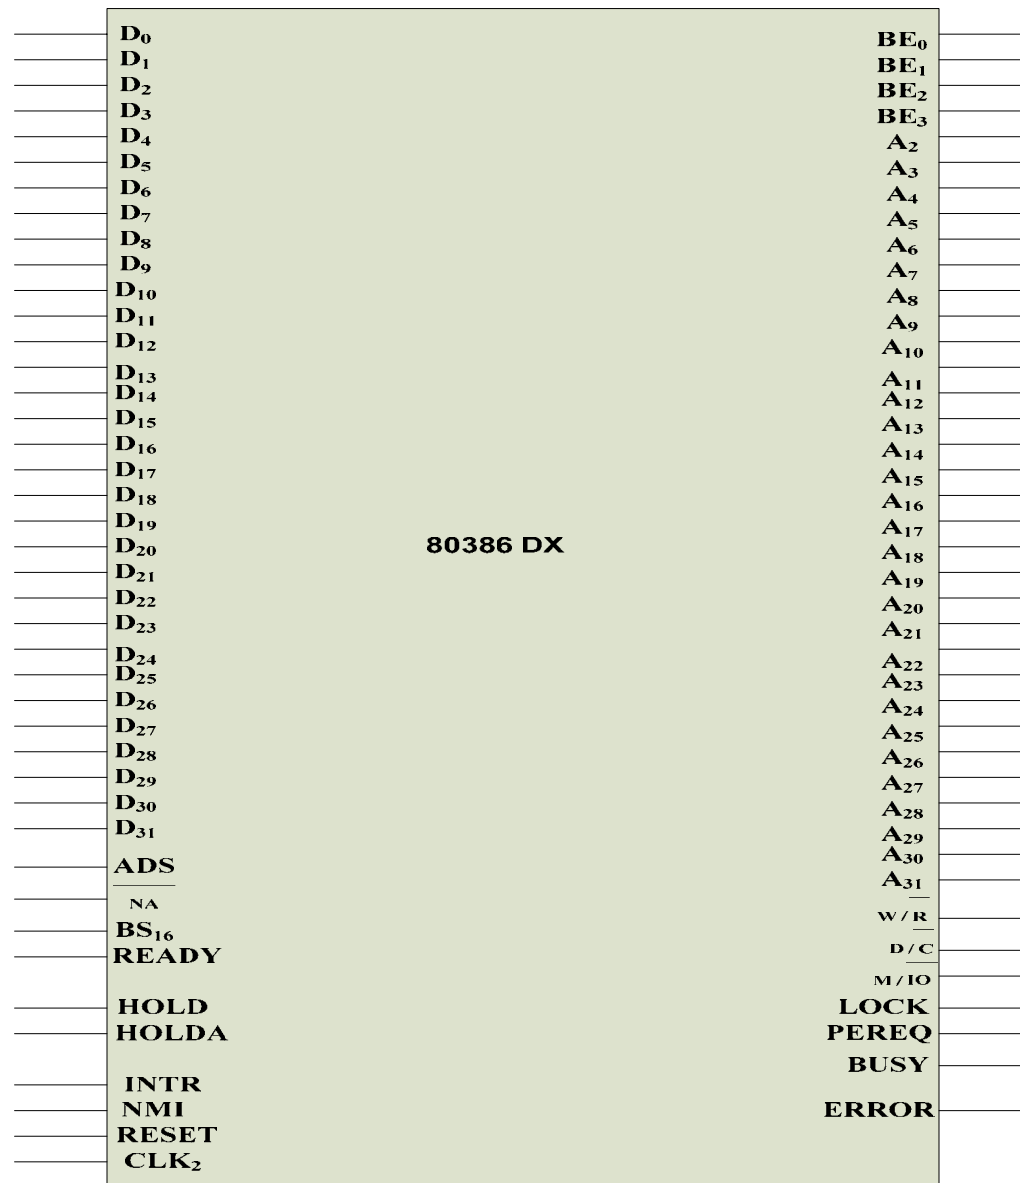 D₀
D₁
D₂
D₃
D₄
D₅
D₆
D₇
D₈
D₉
D₁₀
D₁₁
D₁₂
D₁₃
D₁₄
D₁₅
D₁₆
D₁₇
D₁₈
D₁₉
D₂₀
D₂₁
D₂₂
D₂₃
D₂₄
D₂₅
D₂₆
D₂₇
D₂₈
D₂₉
D₃₀
D₃₁
ADS
NA
BS₁₆
READY
HOLD
HOLDA
INTR
NMI
RESET
CLK₂
80386 DX
BE₀
BE₁
BE₂
BE₃
A₂
A₃
A₄
A₅
A₆
A₇
A₈
A₉
A₁₀
A₁₁
A₁₂
A₁₃
A₁₄
A₁₅
A₁₆
A₁₇
A₁₈
A₁₉
A₂₀
A₂₁
A₂₂
A₂₃
A₂₄
A₂₅
A₂₆
A₂₇
A₂₈
A₂₉
A₃₀
A₃₁
W / R̅
D / C̅
M / I̅O̅
LOCK
PEREQ
BUSY
ERROR